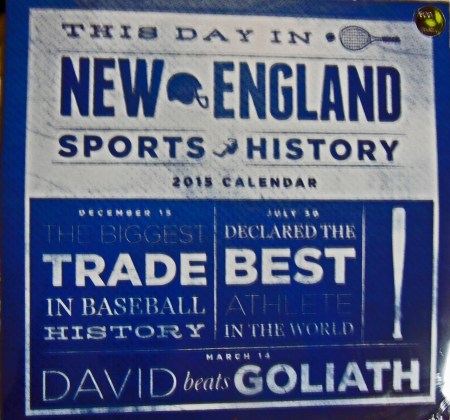 THIS DAY IN
NEW ENGLAND
SPORTS HISTORY
2015 CALENDAR
DECEMBER 15
THE BIGGEST
TRADE
IN BASEBALL
HISTORY
JULY 30
DECLARED THE
BEST
ATHLETE
IN THE WORLD
MARCH 14
DAVID beats GOLIATH